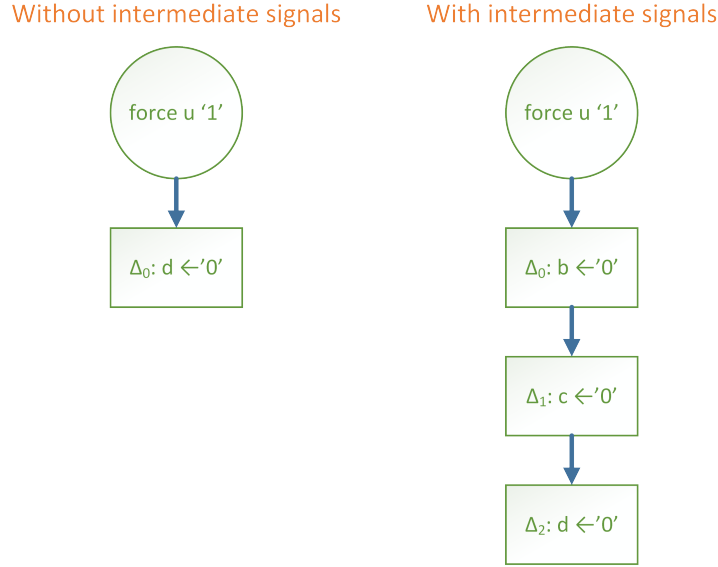 Without intermediate signals
With intermediate signals
force u ‘1’
force u ‘1’
Δ₀: d ←’0’
Δ₀: b ←’0’
Δ₁: c ←’0’
Δ₂: d ←’0’